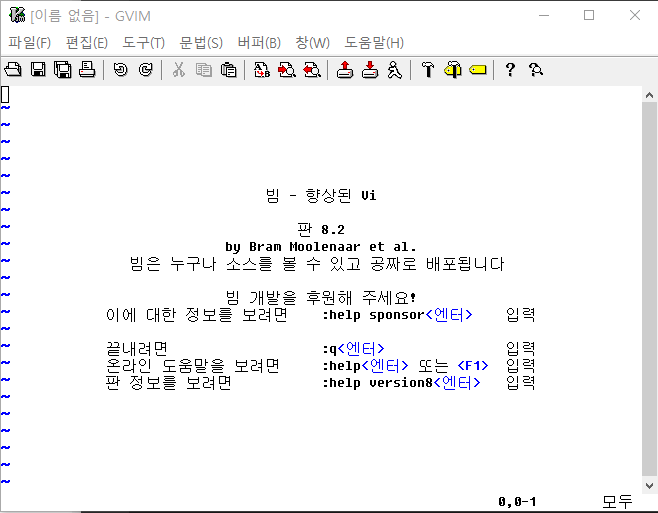 [이름 없음] - GVIM
파일(F) 편집(E) 도구(T) 문법(S) 버퍼(B) 창(W) 도움말(H)
~
~
~
~
~
~ 빔 - 향상된 Vi
~
~ 판 8.2
~ by Bram Moolenaar et al.
~ 빔은 누구나 소스를 볼 수 있고 공짜로 배포됩니다
~
~ 빔 개발을 후원해 주세요!
~ 이에 대한 정보를 보려면 :help sponsor<엔터> 입력
~
~ 끝내려면 :q<엔터> 입력
~ 온라인 도움말을 보려면 :help<엔터> 또는 <F1> 입력
~ 판 정보를 보려면 :help version8<엔터> 입력
~
~
~
~
~
~
0,0-1 모두